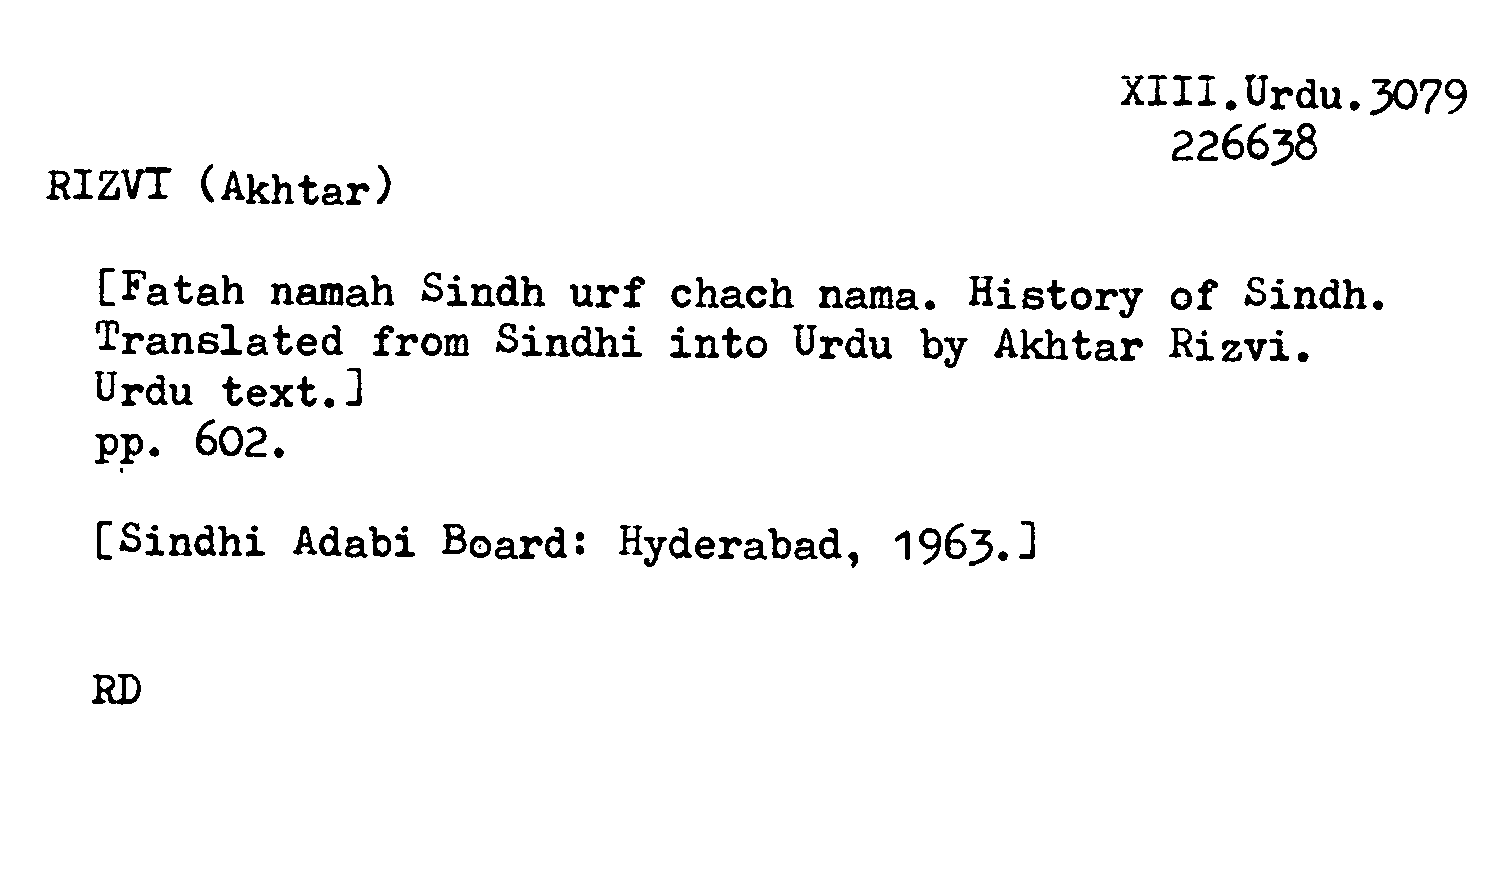 XIII.Urdu.3079
226638
RIZVI (Akhtar)
[Fatah namah Sindh urf chach nama. History of Sindh.
Translated from Sindhi into Urdu by Akhtar Rizvi.
Urdu text.]
pp. 602.
[Sindhi Adabi Board: Hyderabad, 1963.]
RD